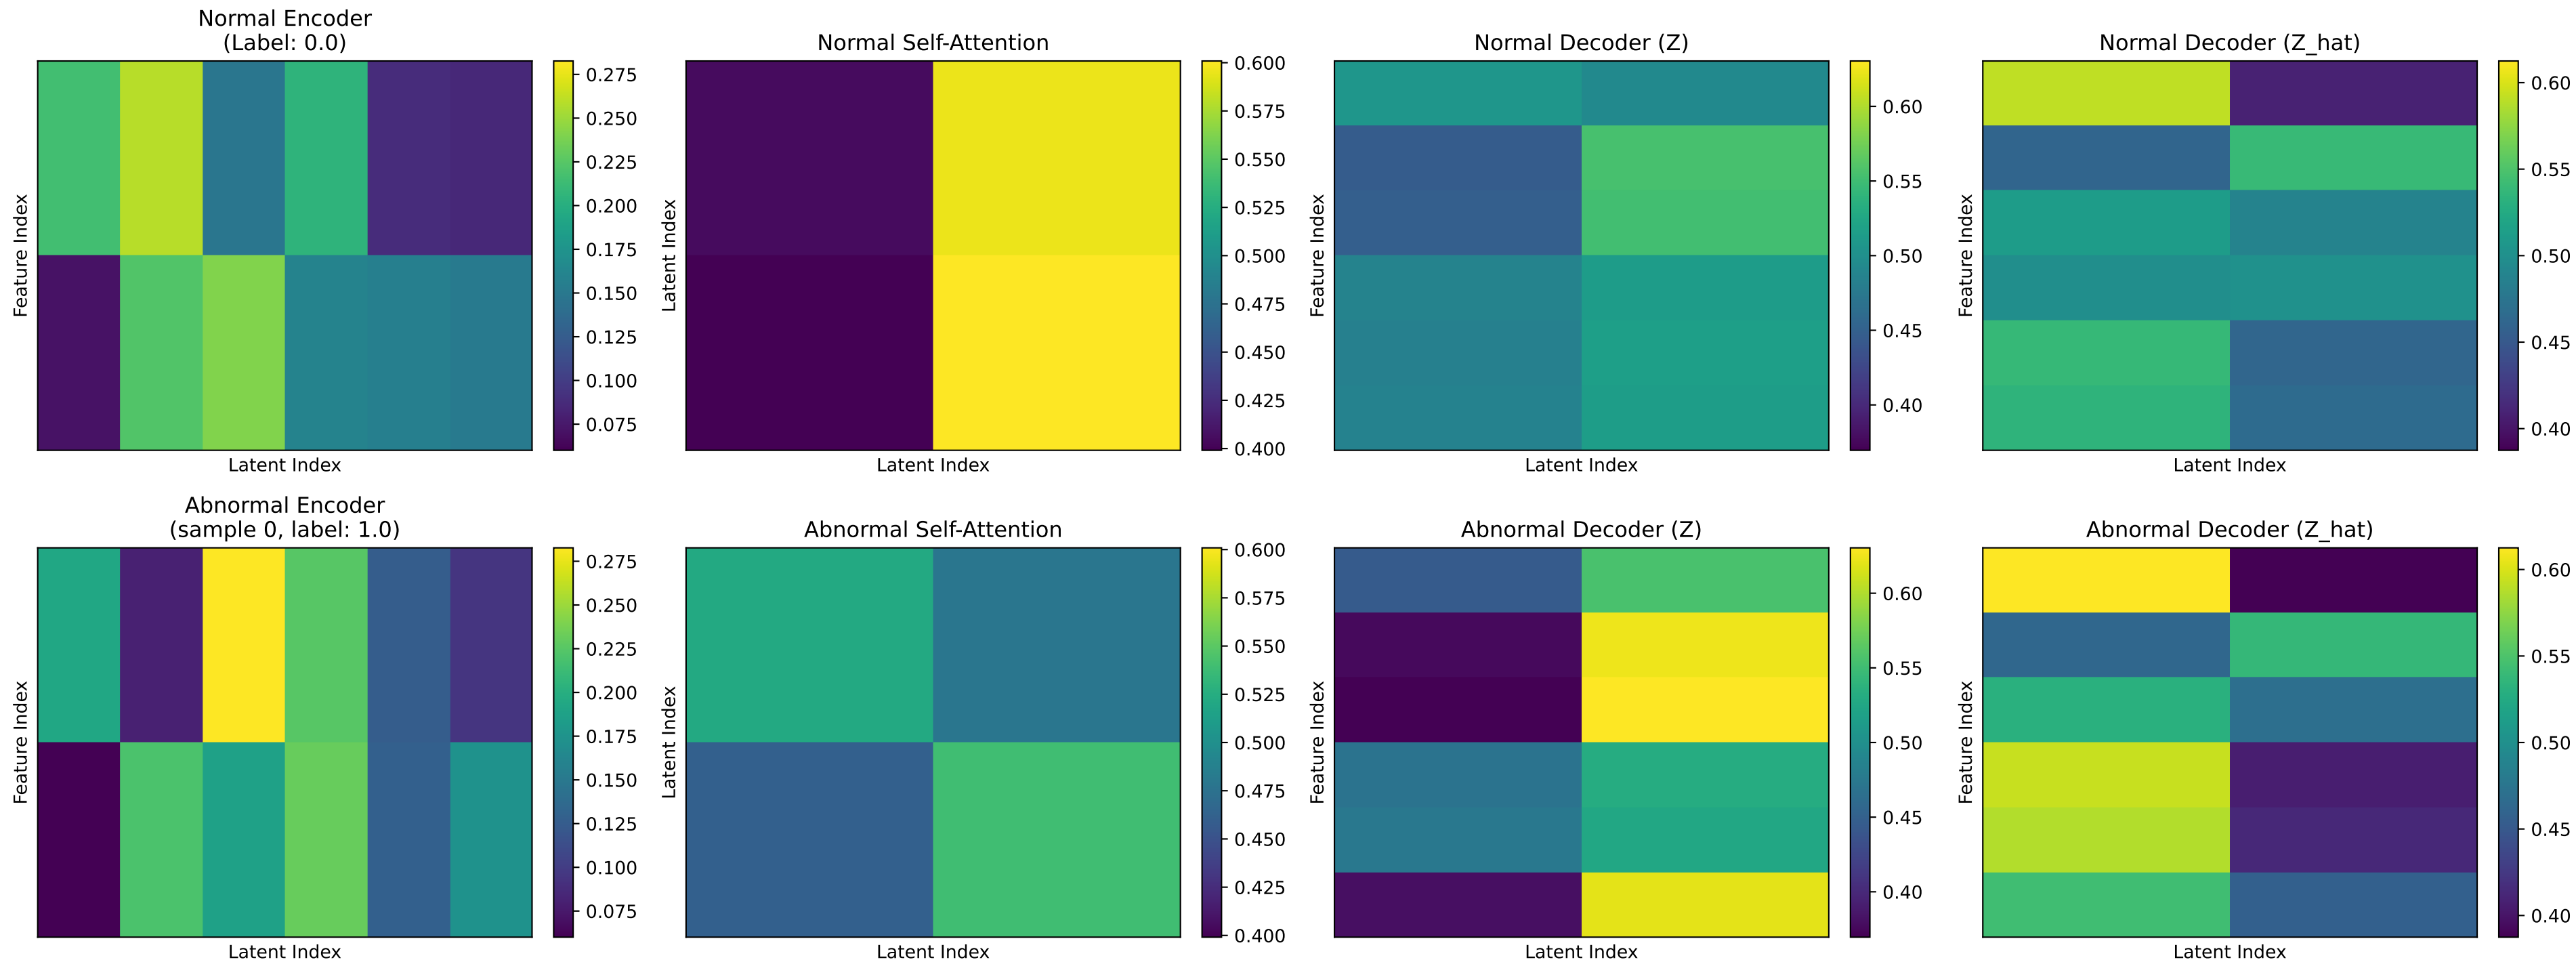 Normal Encoder
(Label: 0.0)
Feature Index
Latent Index
0.275
0.250
0.225
0.200
0.175
0.150
0.125
0.100
0.075
Normal Self-Attention
Latent Index
Latent Index
0.600
0.575
0.550
0.525
0.500
0.475
0.450
0.425
0.400
Normal Decoder (Z)
Feature Index
Latent Index
0.60
0.55
0.50
0.45
0.40
Normal Decoder (Z_hat)
Feature Index
Latent Index
0.60
0.55
0.50
0.45
0.40
Abnormal Encoder
(sample 0, label: 1.0)
Feature Index
Latent Index
0.275
0.250
0.225
0.200
0.175
0.150
0.125
0.100
0.075
Abnormal Self-Attention
Latent Index
Latent Index
0.600
0.575
0.550
0.525
0.500
0.475
0.450
0.425
0.400
Abnormal Decoder (Z)
Feature Index
Latent Index
0.60
0.55
0.50
0.45
0.40
Abnormal Decoder (Z_hat)
Feature Index
Latent Index
0.60
0.55
0.50
0.45
0.40